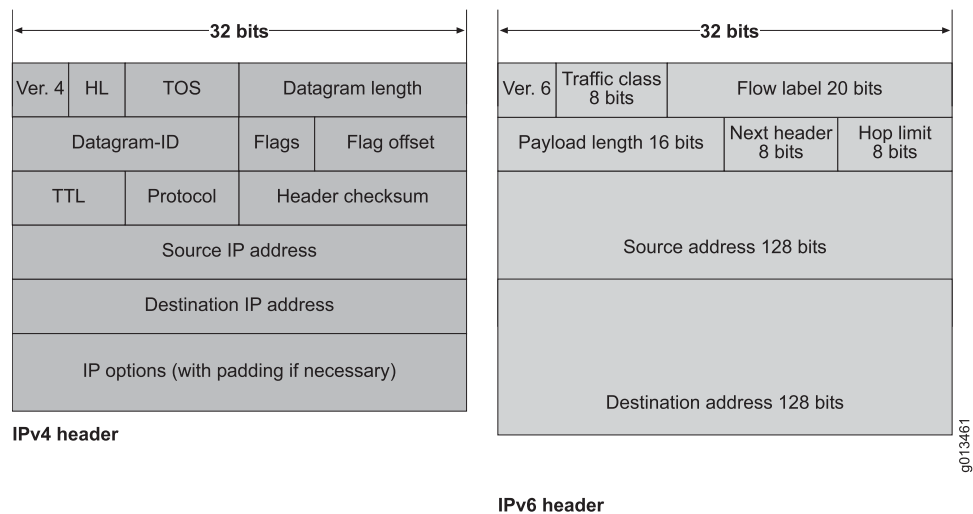 32 bits
Ver. 4 HL TOS Datagram length
Datagram-ID Flags Flag offset
TTL Protocol Header checksum
Source IP address
Destination IP address
IP options (with padding if necessary)
IPv4 header
32 bits
Ver. 6 Traffic class 8 bits Flow label 20 bits
Payload length 16 bits Next header 8 bits Hop limit 8 bits
Source address 128 bits
Destination address 128 bits
g013461
IPv6 header